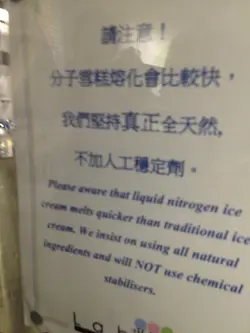 請注意！
分子雪糕熔化會比較快，
我們堅持真正全天然，
不加人工穩定劑。
Please aware that liquid nitrogen ice
cream melts quicker than traditional ice
cream. We insist on using all natural
ingredients and will NOT use chemical
stabilisers.